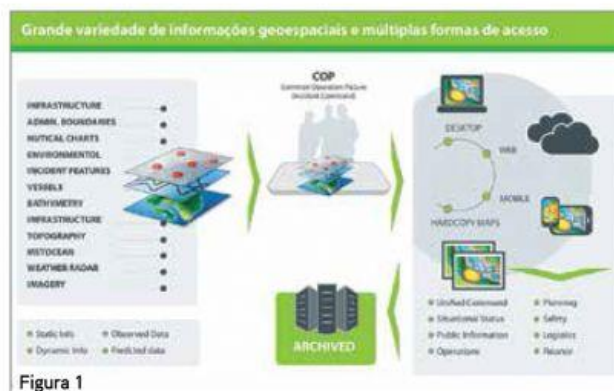 Grande variedade de informações geoespaciais e múltiplas formas de acesso
INFRASTRUCTURE
ADMIN. BOUNDARIES
NUTICAL CHARTS
ENVIRONMENTOL
INCIDENT FEATURES
VESSELS
BATHYMETRY
INFRASTRUCTURE
TOPOGRAPHY
METOCEAN
WEATHER RADAR
IMAGERY
Static Info
Observed Data
Dynamic Info
Predicted data
COP
Common Operation Picture
ARCHIVED
DESKTOP
WEB
MOBILE
HARDCOPY MAPS
Unified Command
Planning
Situational Status
Safety
Public Information
Logistics
Operations
Figura 1